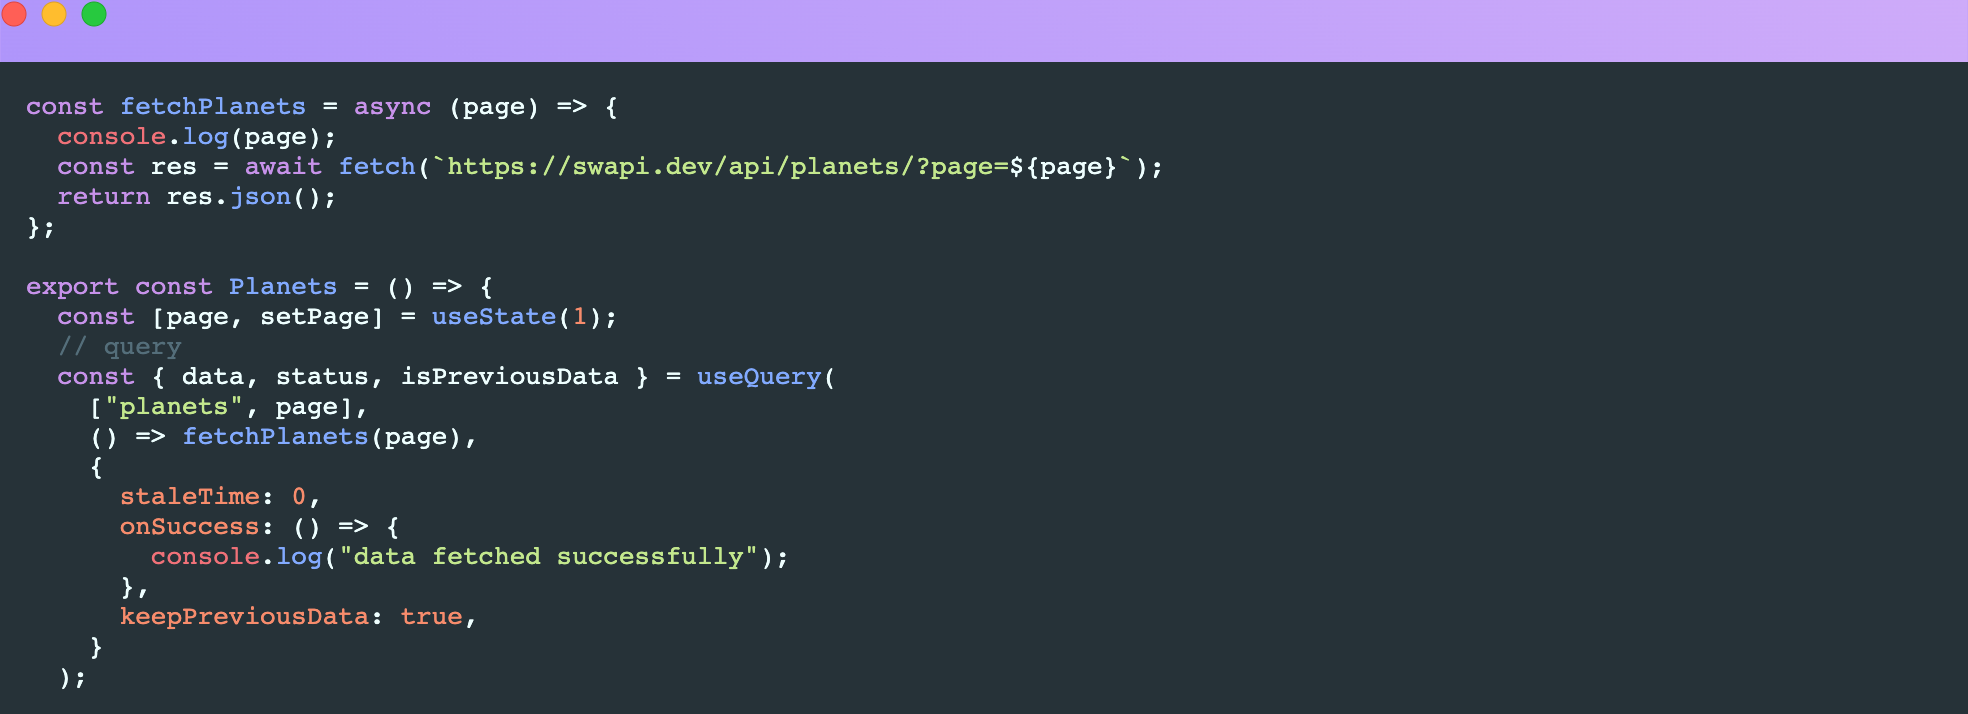 const fetchPlanets = async (page) => {
  console.log(page);
  const res = await fetch(`https://swapi.dev/api/planets/?page=${page}`);
  return res.json();
};

export const Planets = () => {
  const [page, setPage] = useState(1);
  // query
  const { data, status, isPreviousData } = useQuery(
    ["planets", page],
    () => fetchPlanets(page),
    {
      staleTime: 0,
      onSuccess: () => {
        console.log("data fetched successfully");
      },
      keepPreviousData: true,
    }
  );